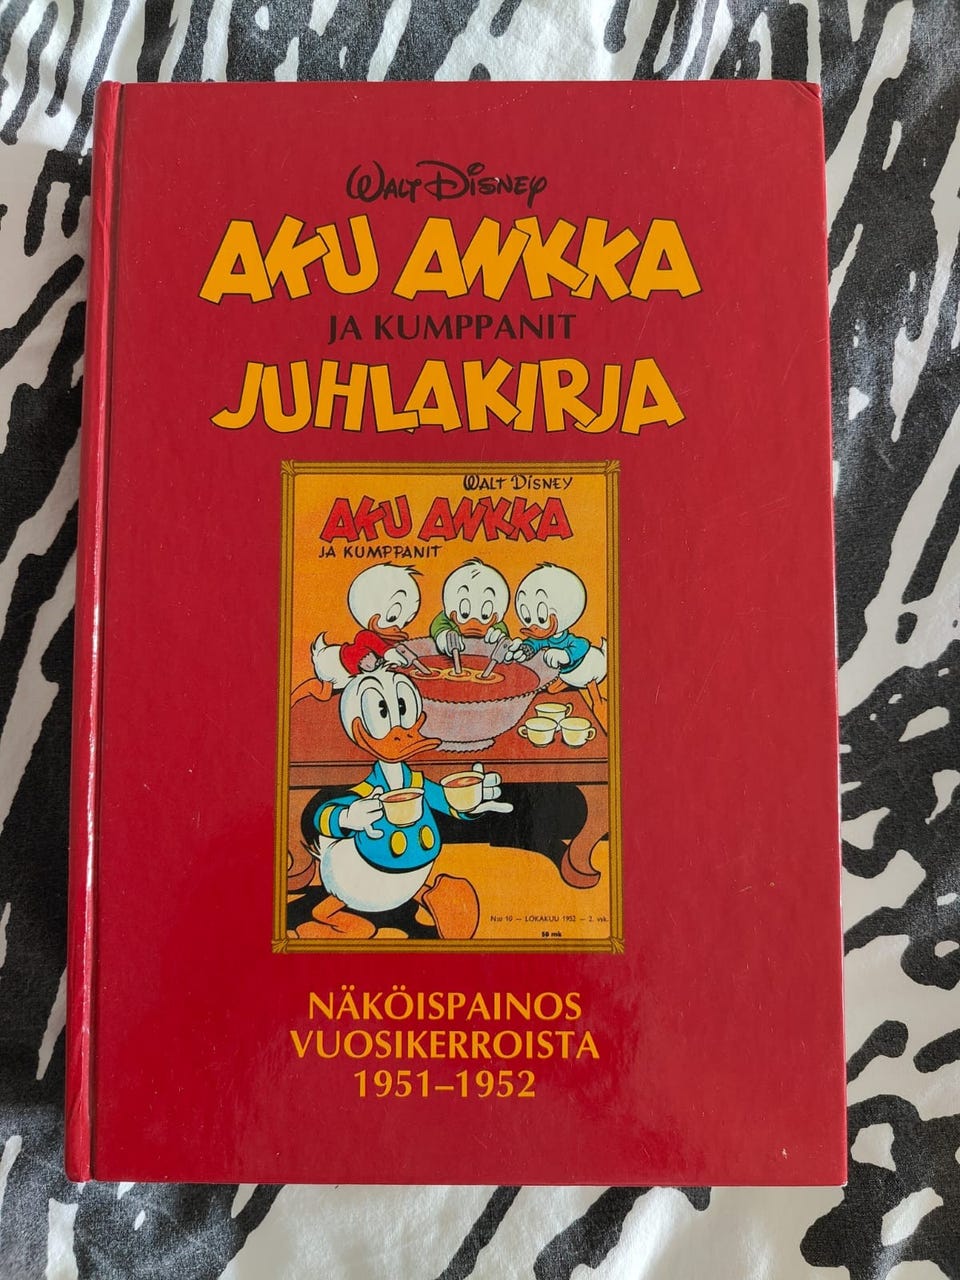 WALT DISNEY
AKU ANKKA
JA KUMPPANIT
JUHLAKIRJA
WALT DISNEY
AKU ANKKA
JA KUMPPANIT
N:o 10 — LOKAKUU 1952 — 2. vsk.
50 mk
NÄKÖISPAINOS
VUOSIKERROISTA
1951–1952